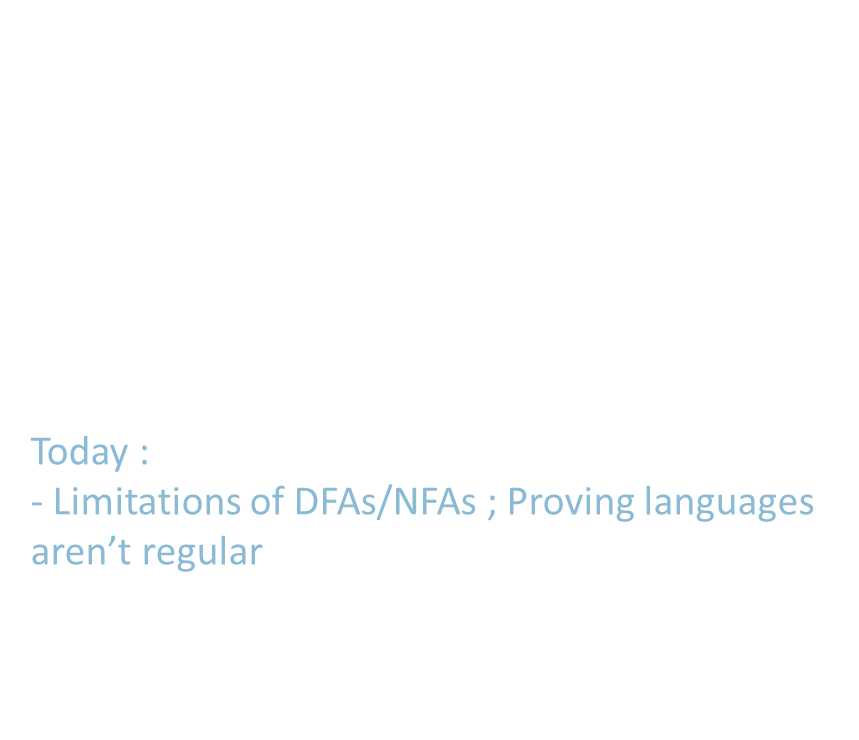 Today :
- Limitations of DFAs/NFAs ; Proving languages
aren’t regular